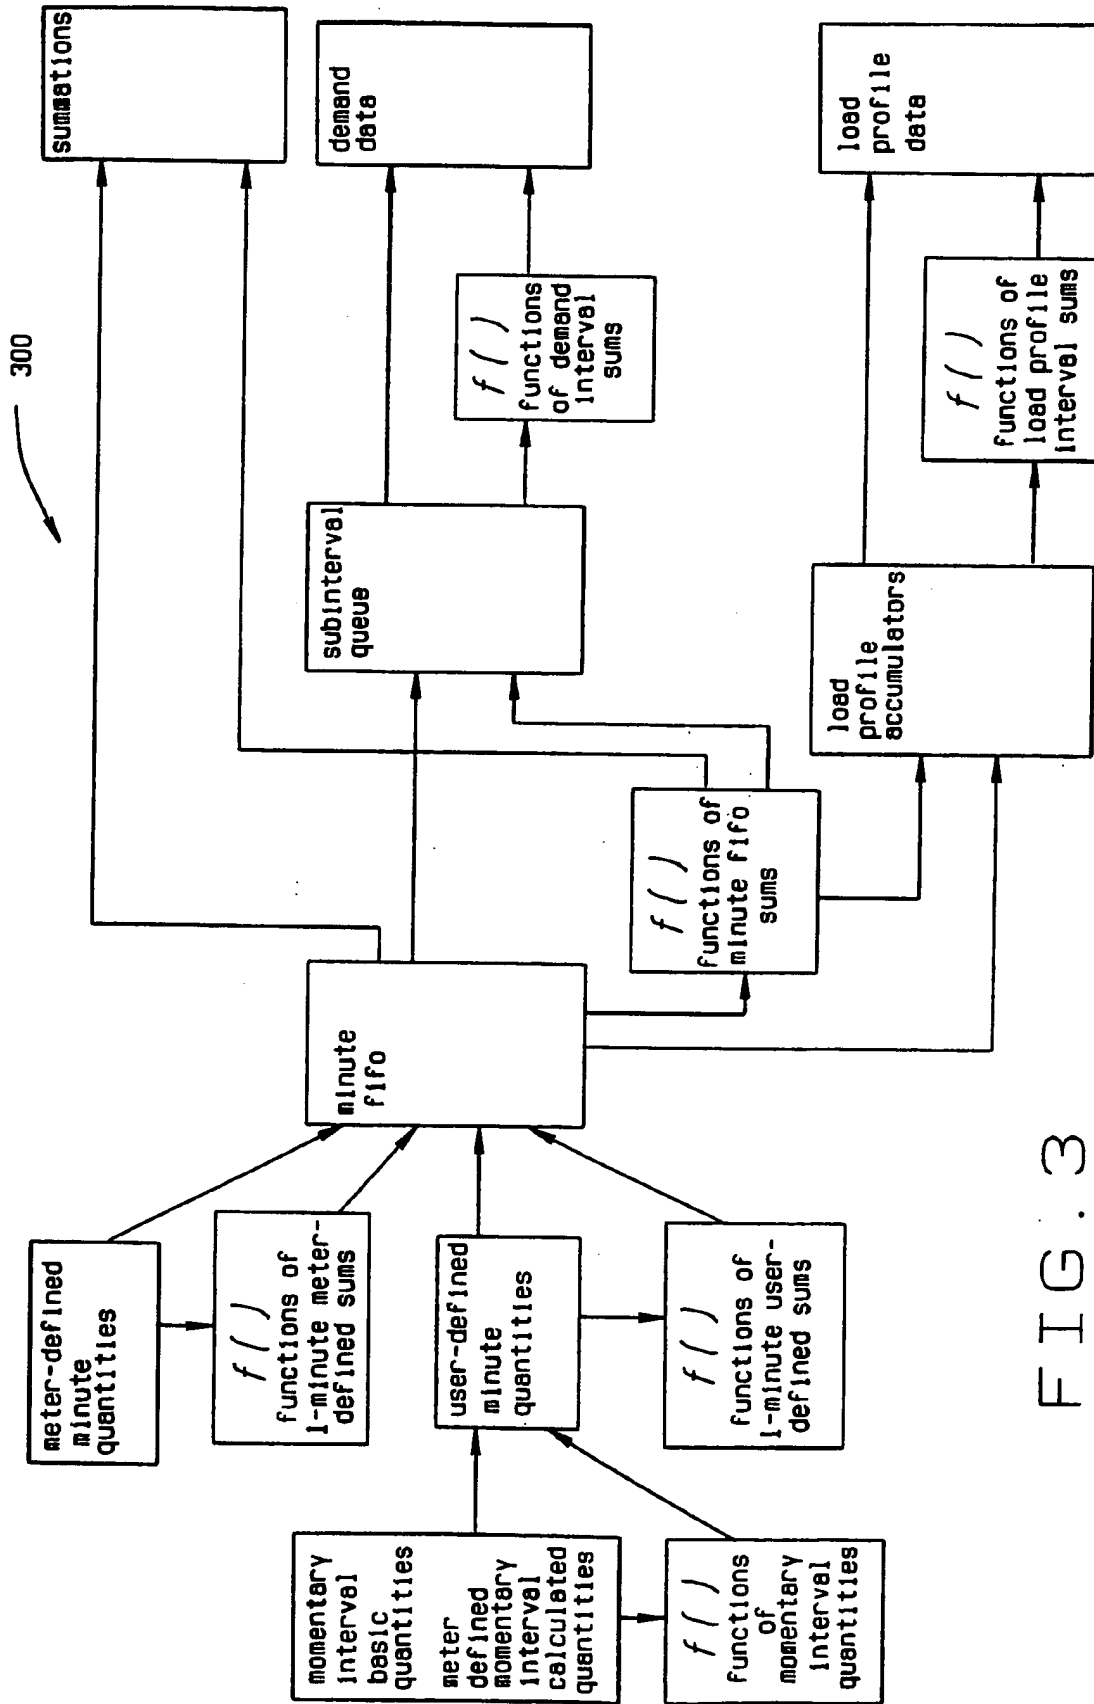 300
momentary
interval
basic
quantities
meter
defined
momentary
interval
calculated
quantities
f()
functions
of
momentary
interval
quantities
meter-defined
minute
quantities
f()
functions of
1-minute meter-
defined sums
user-defined
minute
quantities
f()
functions of
1-minute user-
defined sums
minute
fifo
f()
functions of
minute fifo
sums
subinterval
queue
load
profile
accumulators
f()
functions
of demand
interval
sums
f()
functions of
load profile
interval sums
summations
demand
data
load
profile
data
FIG. 3